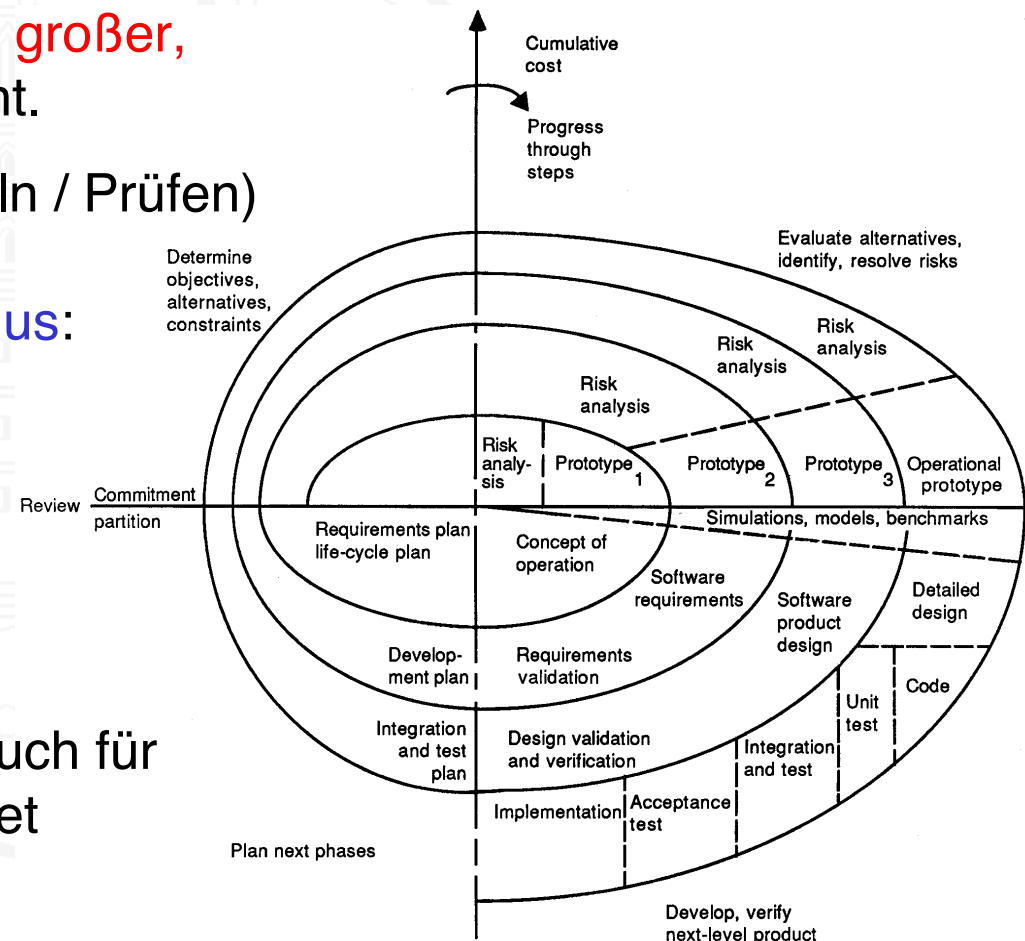 großer,
nt.
ln / Prüfen)
us:
uch für
et
Cumulative
cost
Progress
through
steps
Determine
objectives,
alternatives,
constraints
Evaluate alternatives,
identify, resolve risks
Risk
analysis
Risk
analysis
Risk
analysis
Risk
analy-
sis
Prototype 1
Prototype 2
Prototype 3
Operational
prototype
Review
Commitment
partition
Requirements plan
life-cycle plan
Concept of
operation
Simulations, models, benchmarks
Software
requirements
Software
product
design
Detailed
design
Develop-
ment plan
Requirements
validation
Unit
test
Code
Integration
and test
plan
Design validation
and verification
Integration
and test
Implementation
Acceptance
test
Plan next phases
Develop, verify
next-level product